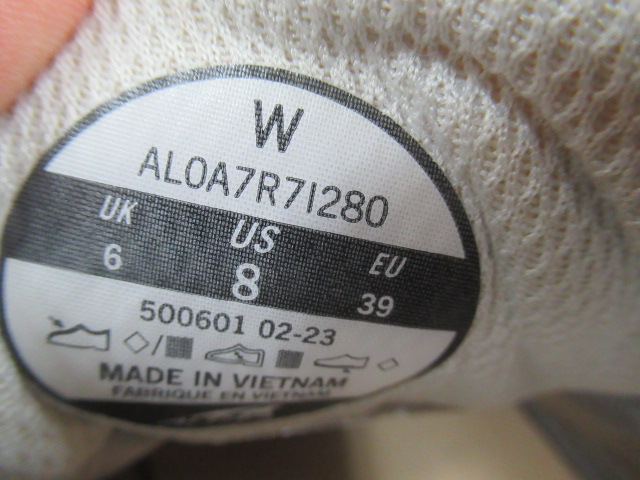 W
AL0A7R7I280
UK US EU
6 8 39
500601 02-23
MADE IN VIETNAM
FABRIQUE EN VIETNAM